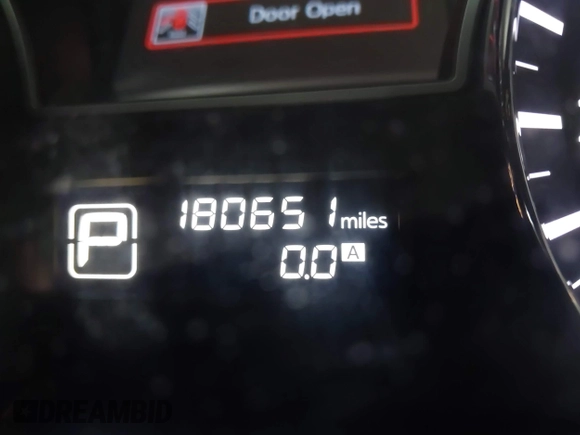 Door Open
180651 miles
P
0.0 A
DREAMBID